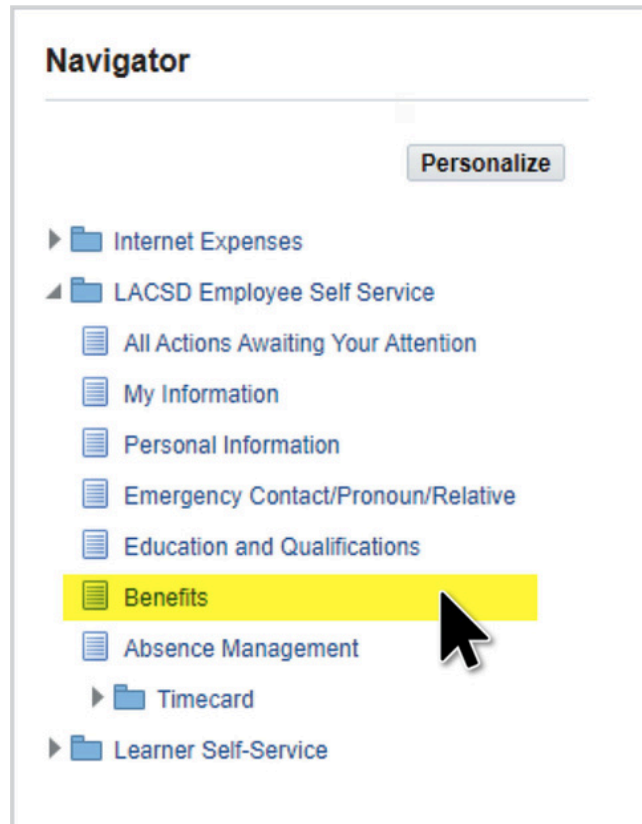 Navigator
Personalize
Internet Expenses
LACSD Employee Self Service
All Actions Awaiting Your Attention
My Information
Personal Information
Emergency Contact/Pronoun/Relative
Education and Qualifications
Benefits
Absence Management
Timecard
Learner Self-Service